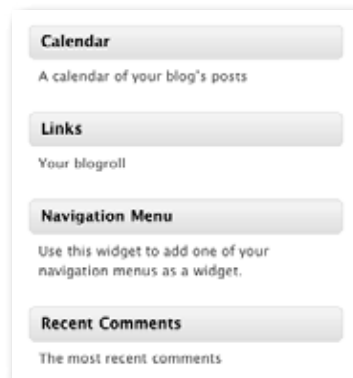 Calendar
A calendar of your blog's posts
Links
Your blogroll
Navigation Menu
Use this widget to add one of your
navigation menus as a widget.
Recent Comments
The most recent comments